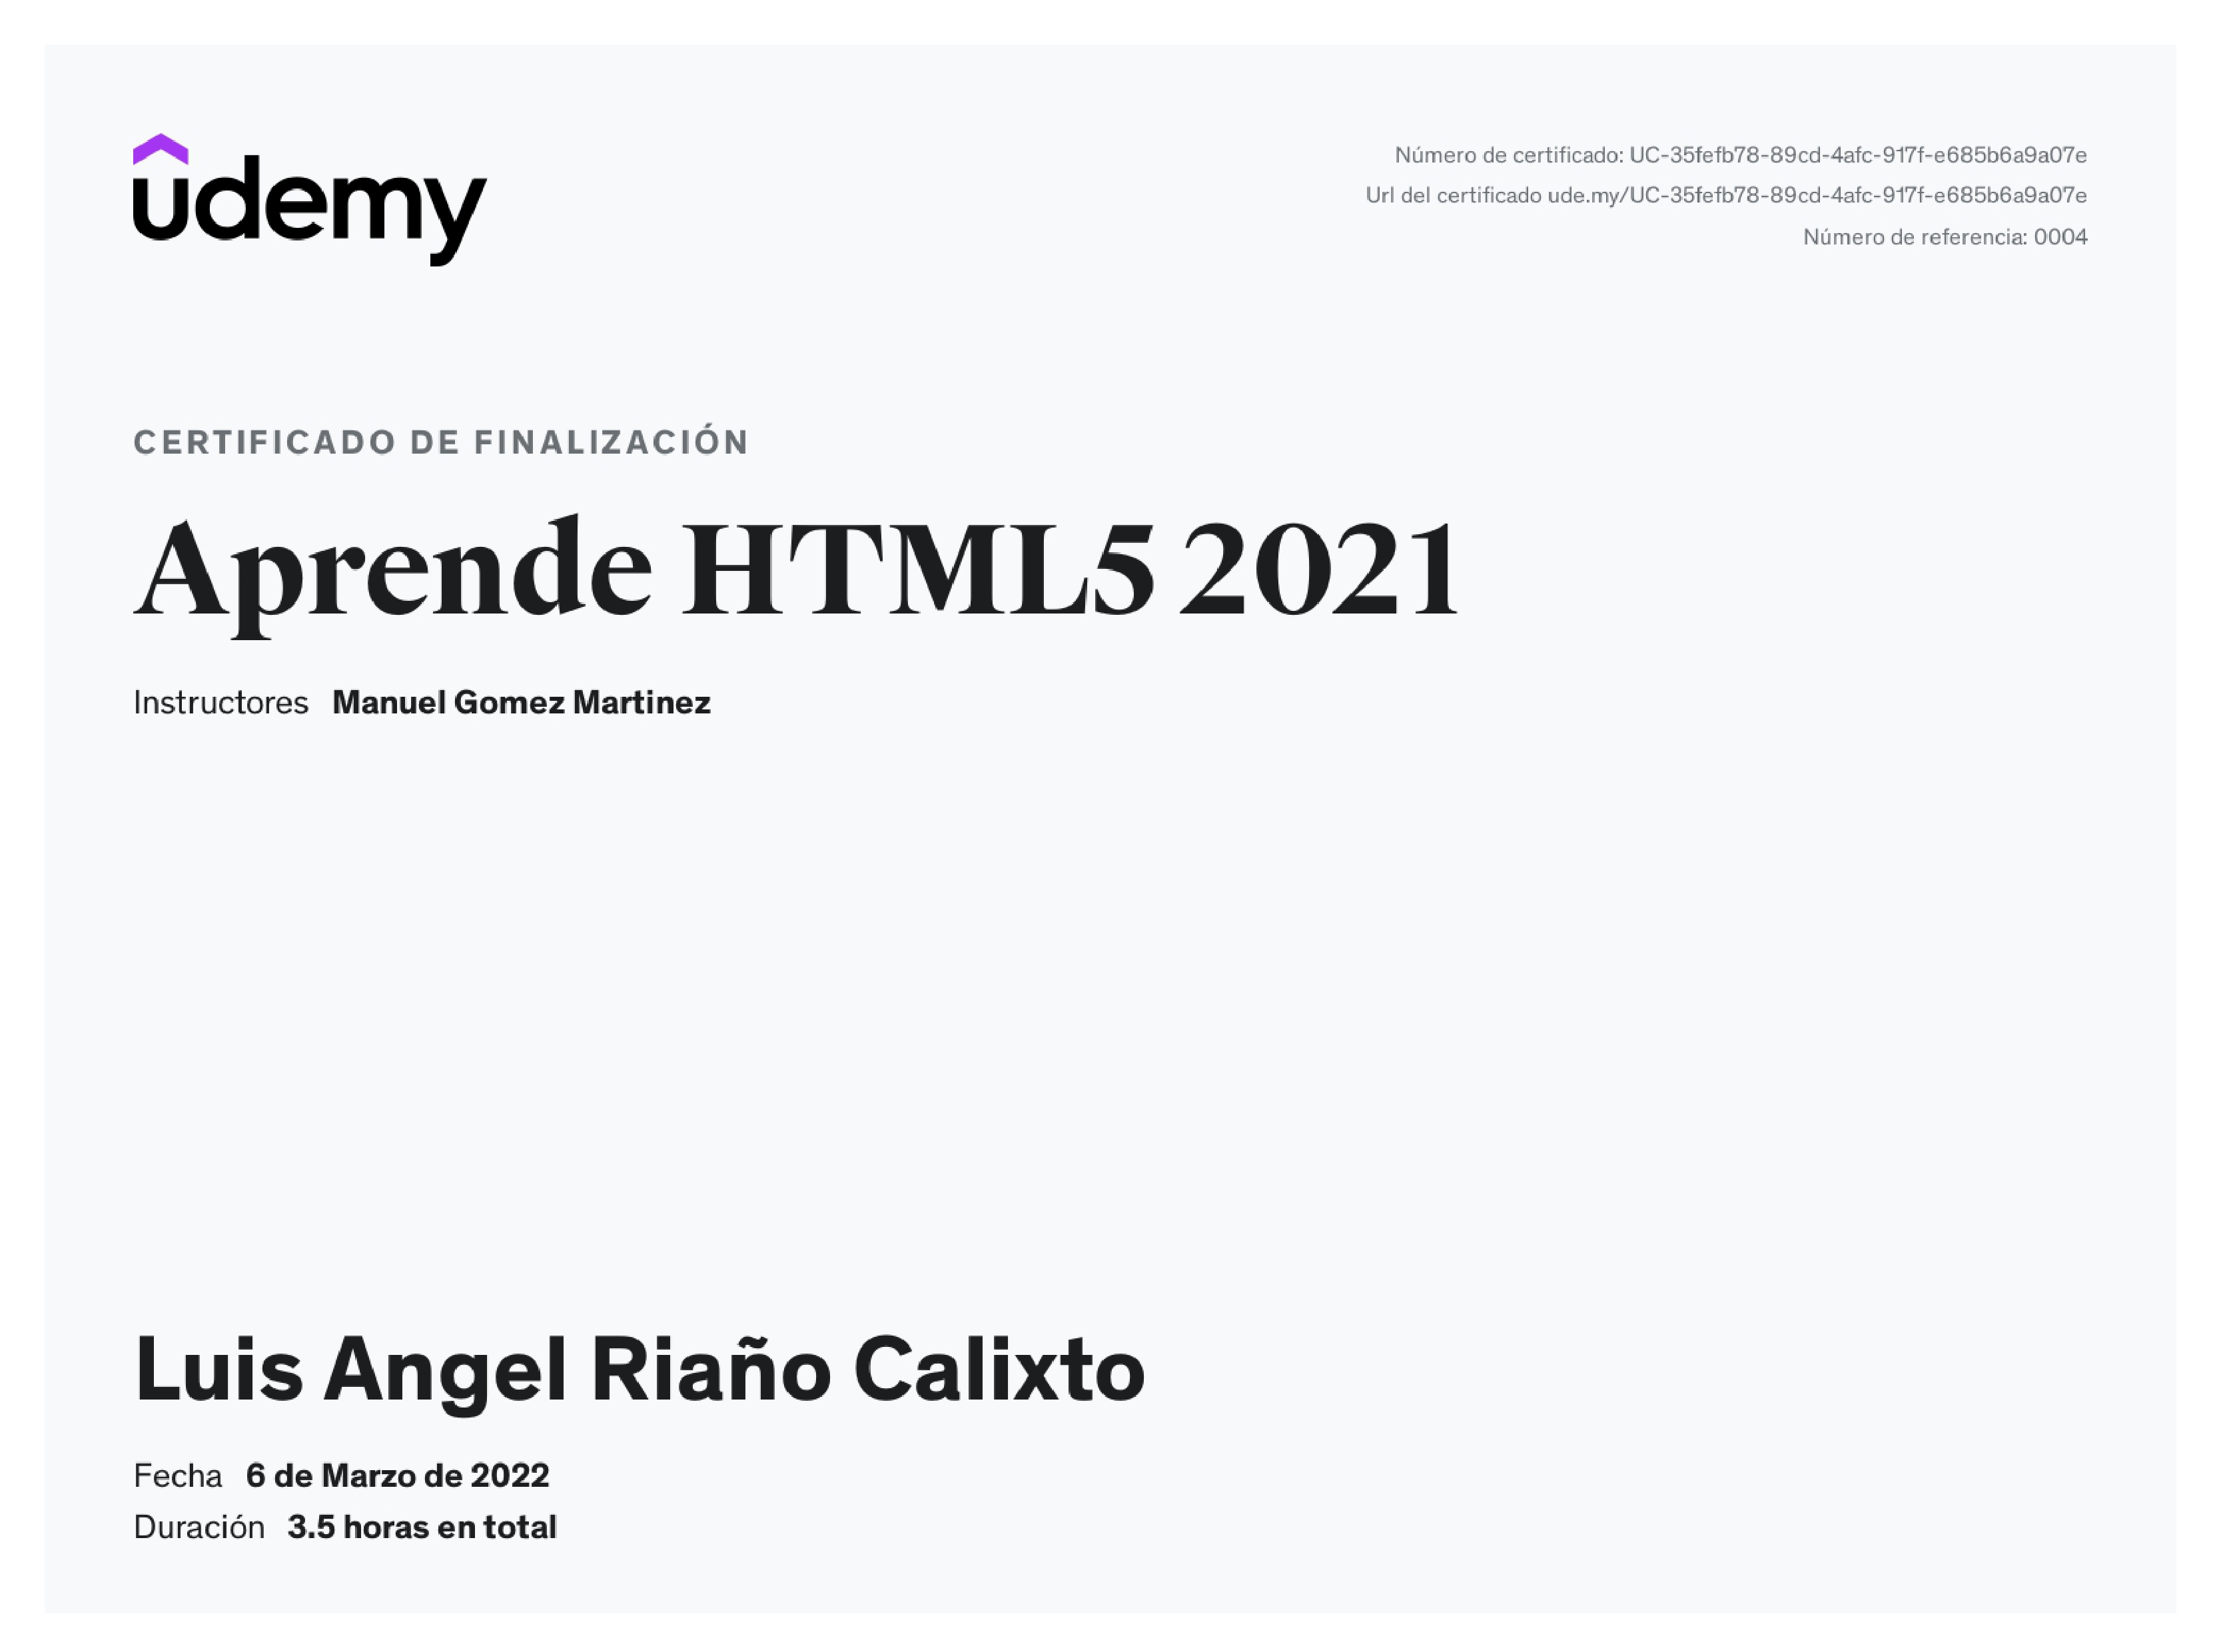 udemy
Número de certificado: UC-35fefb78-89cd-4afc-917f-e685b6a9a07e
Url del certificado ude.my/UC-35fefb78-89cd-4afc-917f-e685b6a9a07e
Número de referencia: 0004
CERTIFICADO DE FINALIZACIÓN
Aprende HTML5 2021
Instructores Manuel Gomez Martinez
Luis Angel Riaño Calixto
Fecha 6 de Marzo de 2022
Duración 3.5 horas en total